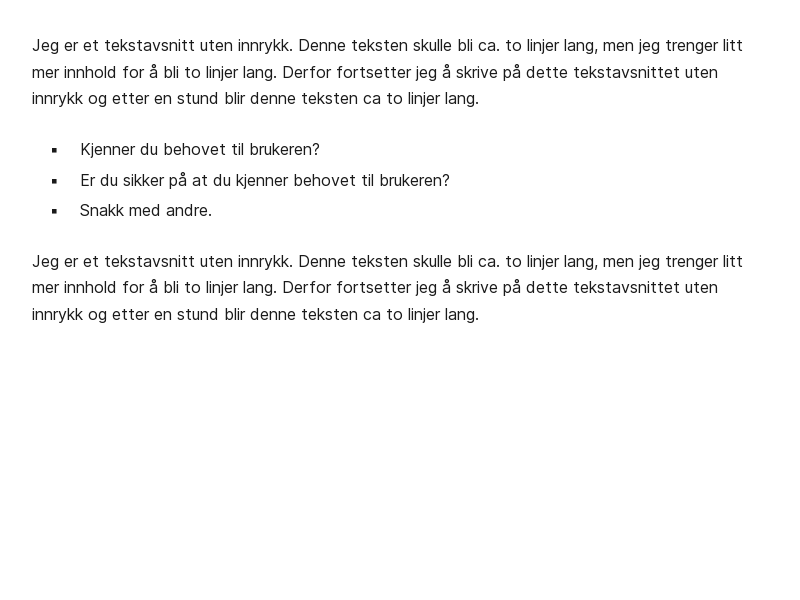 Jeg er et tekstavsnitt uten innrykk. Denne teksten skulle bli ca. to linjer lang, men jeg trenger litt
mer innhold for å bli to linjer lang. Derfor fortsetter jeg å skrive på dette tekstavsnittet uten
innrykk og etter en stund blir denne teksten ca to linjer lang.
▪ Kjenner du behovet til brukeren?
▪ Er du sikker på at du kjenner behovet til brukeren?
▪ Snakk med andre.
Jeg er et tekstavsnitt uten innrykk. Denne teksten skulle bli ca. to linjer lang, men jeg trenger litt
mer innhold for å bli to linjer lang. Derfor fortsetter jeg å skrive på dette tekstavsnittet uten
innrykk og etter en stund blir denne teksten ca to linjer lang.